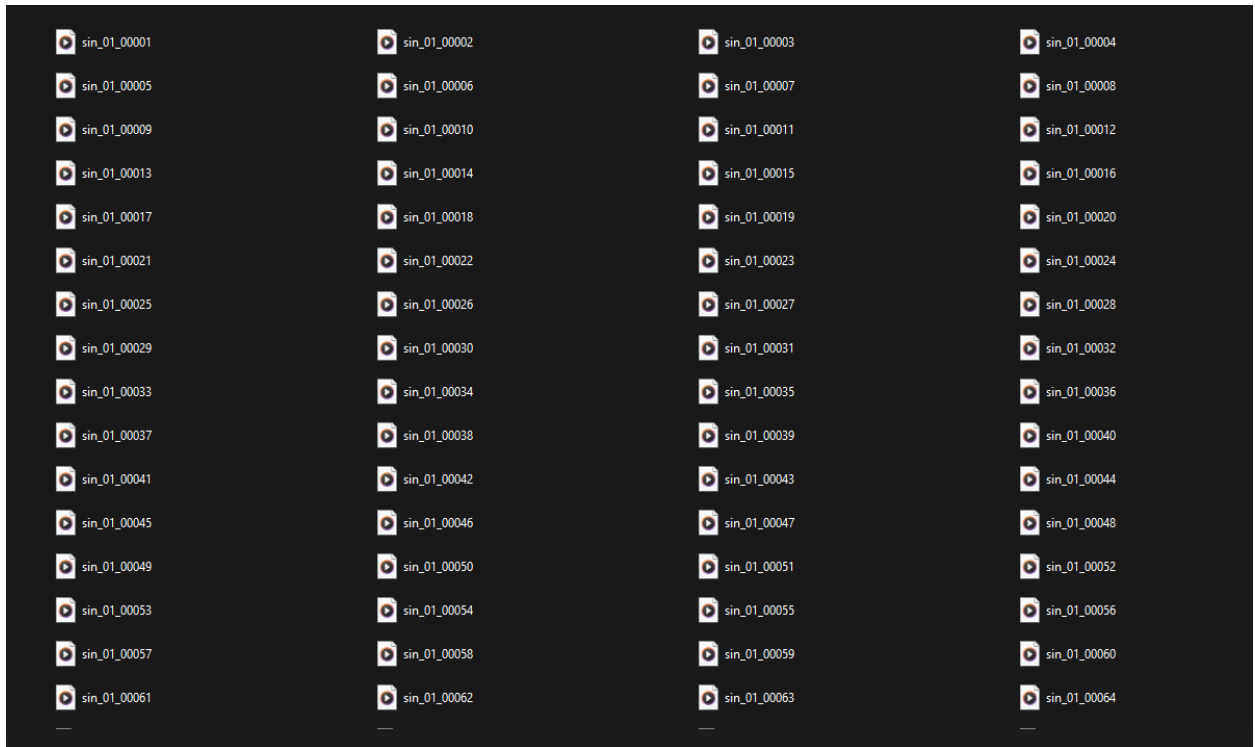 sin_01_00001 sin_01_00002 sin_01_00003 sin_01_00004
sin_01_00005 sin_01_00006 sin_01_00007 sin_01_00008
sin_01_00009 sin_01_00010 sin_01_00011 sin_01_00012
sin_01_00013 sin_01_00014 sin_01_00015 sin_01_00016
sin_01_00017 sin_01_00018 sin_01_00019 sin_01_00020
sin_01_00021 sin_01_00022 sin_01_00023 sin_01_00024
sin_01_00025 sin_01_00026 sin_01_00027 sin_01_00028
sin_01_00029 sin_01_00030 sin_01_00031 sin_01_00032
sin_01_00033 sin_01_00034 sin_01_00035 sin_01_00036
sin_01_00037 sin_01_00038 sin_01_00039 sin_01_00040
sin_01_00041 sin_01_00042 sin_01_00043 sin_01_00044
sin_01_00045 sin_01_00046 sin_01_00047 sin_01_00048
sin_01_00049 sin_01_00050 sin_01_00051 sin_01_00052
sin_01_00053 sin_01_00054 sin_01_00055 sin_01_00056
sin_01_00057 sin_01_00058 sin_01_00059 sin_01_00060
sin_01_00061 sin_01_00062 sin_01_00063 sin_01_00064